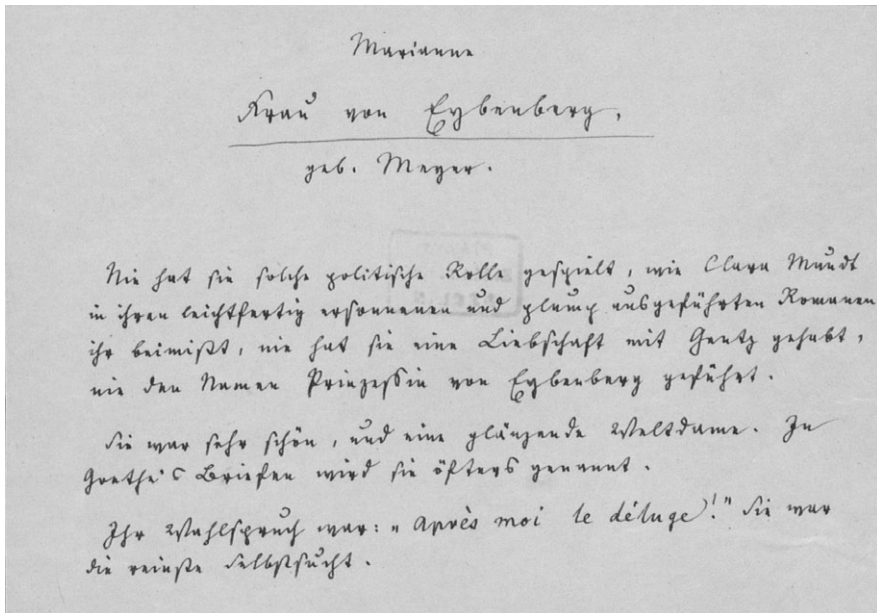 Marianne
Frau von Eybenberg,
geb. Meyer.
Nie hat sie solche politische Rolle gespielt, wie Clara Mundt
in ihren leichtfertig ersonnenen und plump ausgeführten Romanen
ihr beimißt, nie hat sie eine Liebschaft mit Gentz gehabt,
nie den Namen Prinzessin von Eybenberg geführt.
Sie war sehr schön, und eine glänzende Weltdame. In
Goethe's Briefen wird sie öfters genannt.
Ihr Wahlspruch war: „Après moi le déluge!" Sie war
die reinste Selbstsucht.